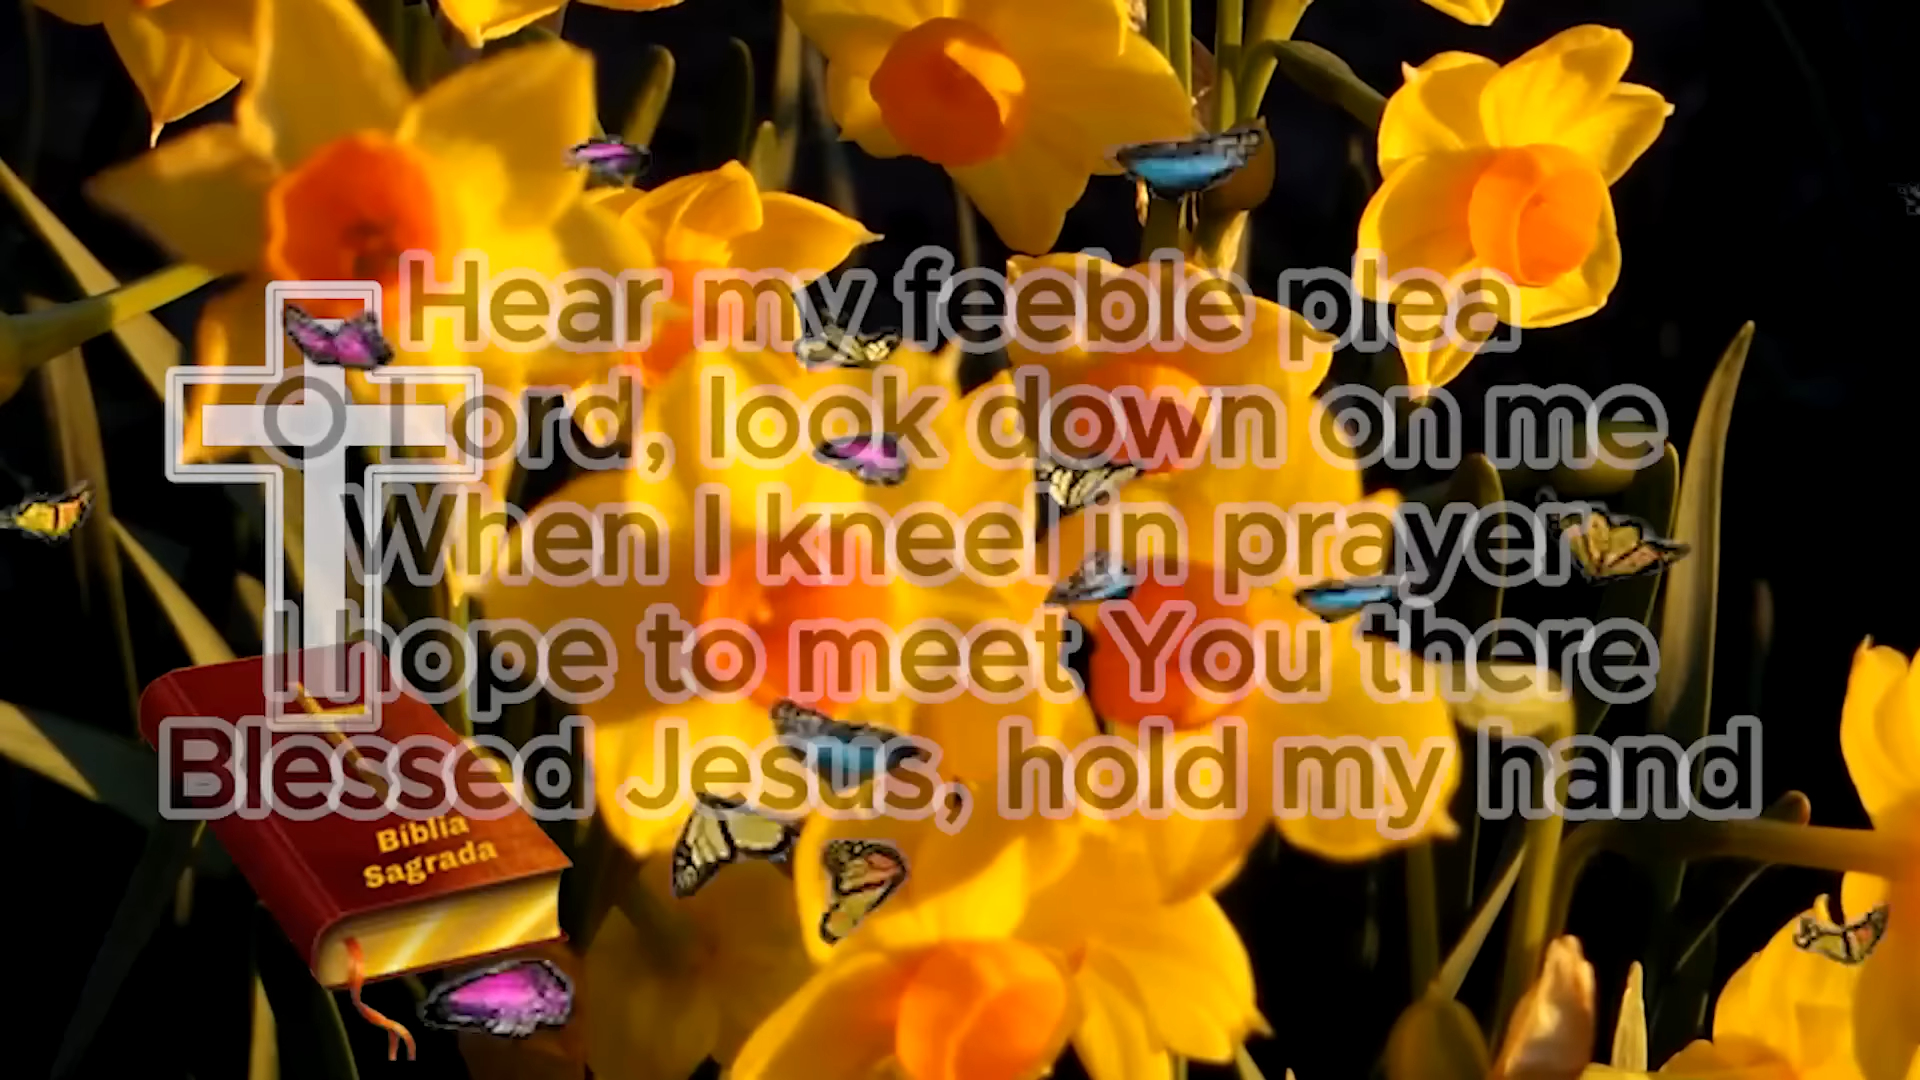 Hear my feeble plea
O Lord, look down on me
When I kneel in prayer
I hope to meet You there
Blessed Jesus, hold my hand
Bíblia
Sagrada